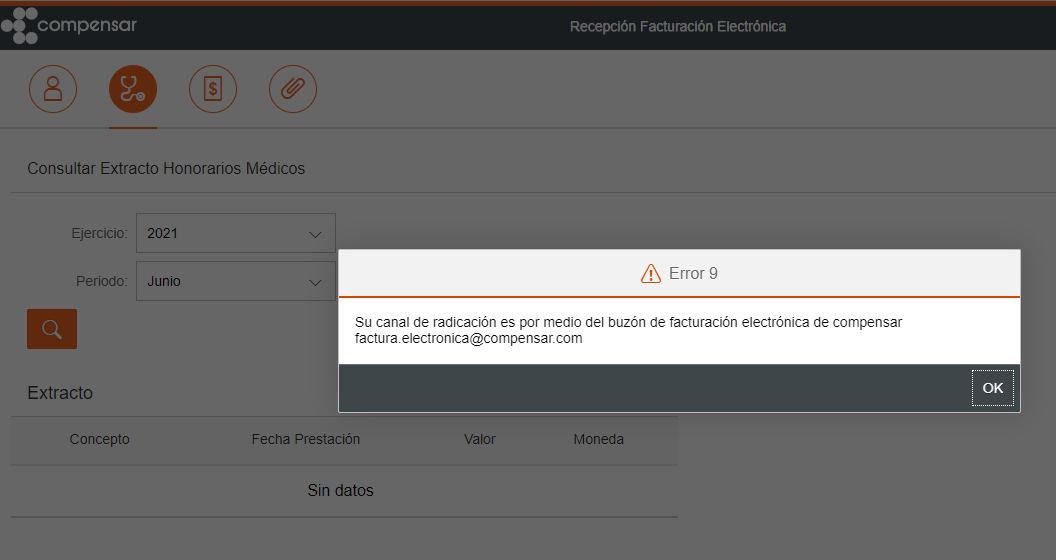 compensar
Recepción Facturación Electrónica
Consultar Extracto Honorarios Médicos
Ejercicio: 2021
Periodo: Junio
Error 9
Su canal de radicación es por medio del buzón de facturación electrónica de compensar
factura.electronica@compensar.com
OK
Extracto
Concepto Fecha Prestación Valor Moneda
Sin datos